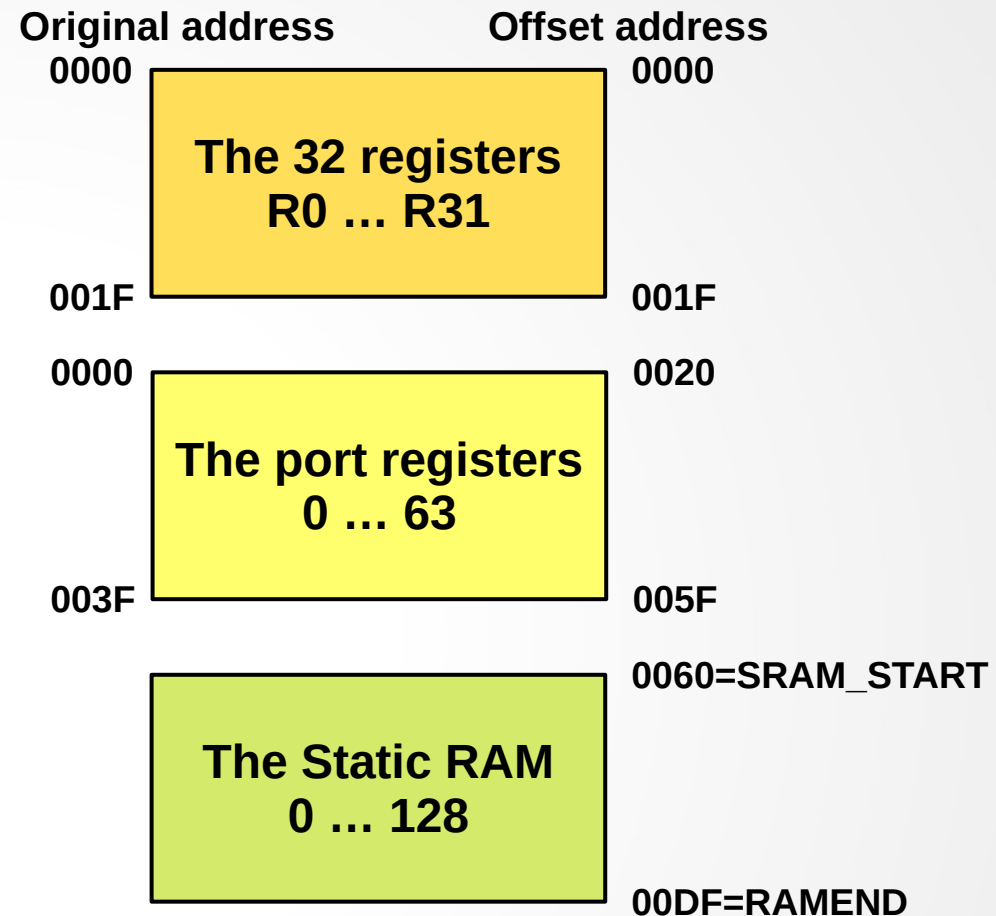 Original address Offset address
0000 0000
The 32 registers
R0 … R31
001F 001F
0000 0020
The port registers
0 … 63
003F 005F
0060=SRAM_START
The Static RAM
0 … 128
00DF=RAMEND